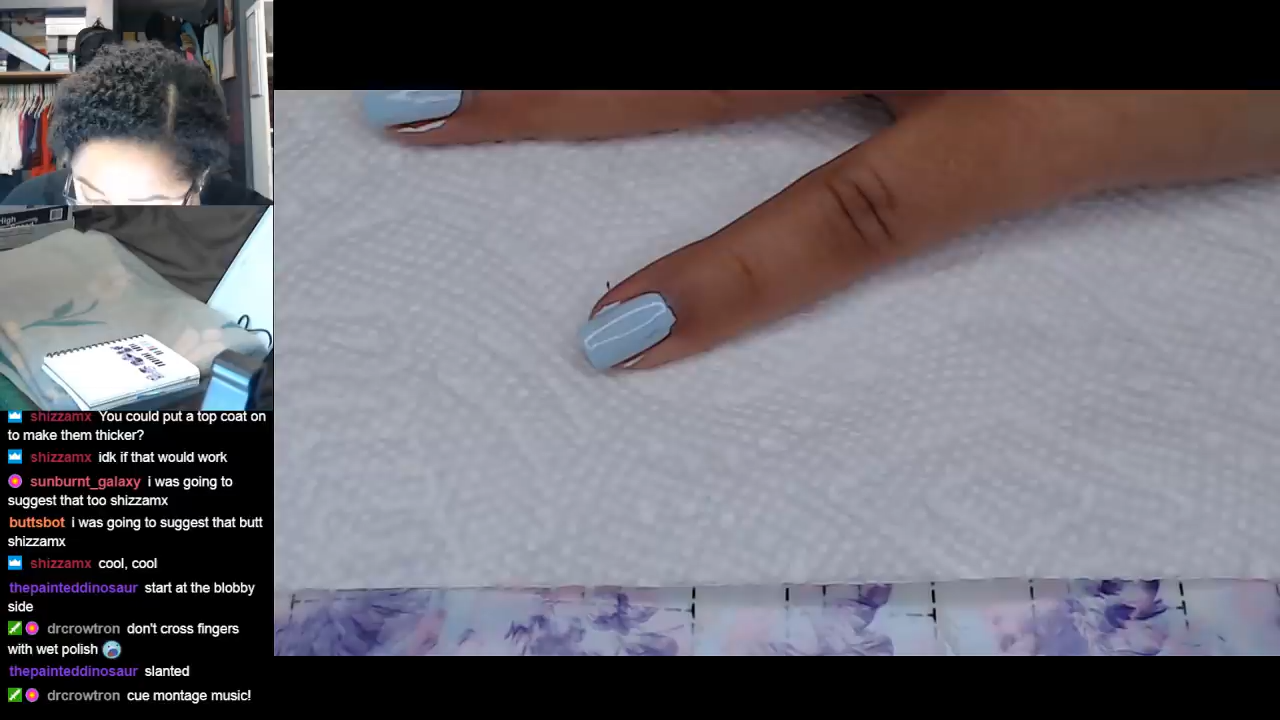 High
shizzamx You could put a top coat on
to make them thicker?
shizzamx idk if that would work
sunburnt_galaxy i was going to
suggest that too shizzamx
buttsbot i was going to suggest that butt
shizzamx
shizzamx cool, cool
thepainteddinosaur start at the blobby
side
drcrowtron don't cross fingers
with wet polish
thepainteddinosaur slanted
drcrowtron cue montage music!